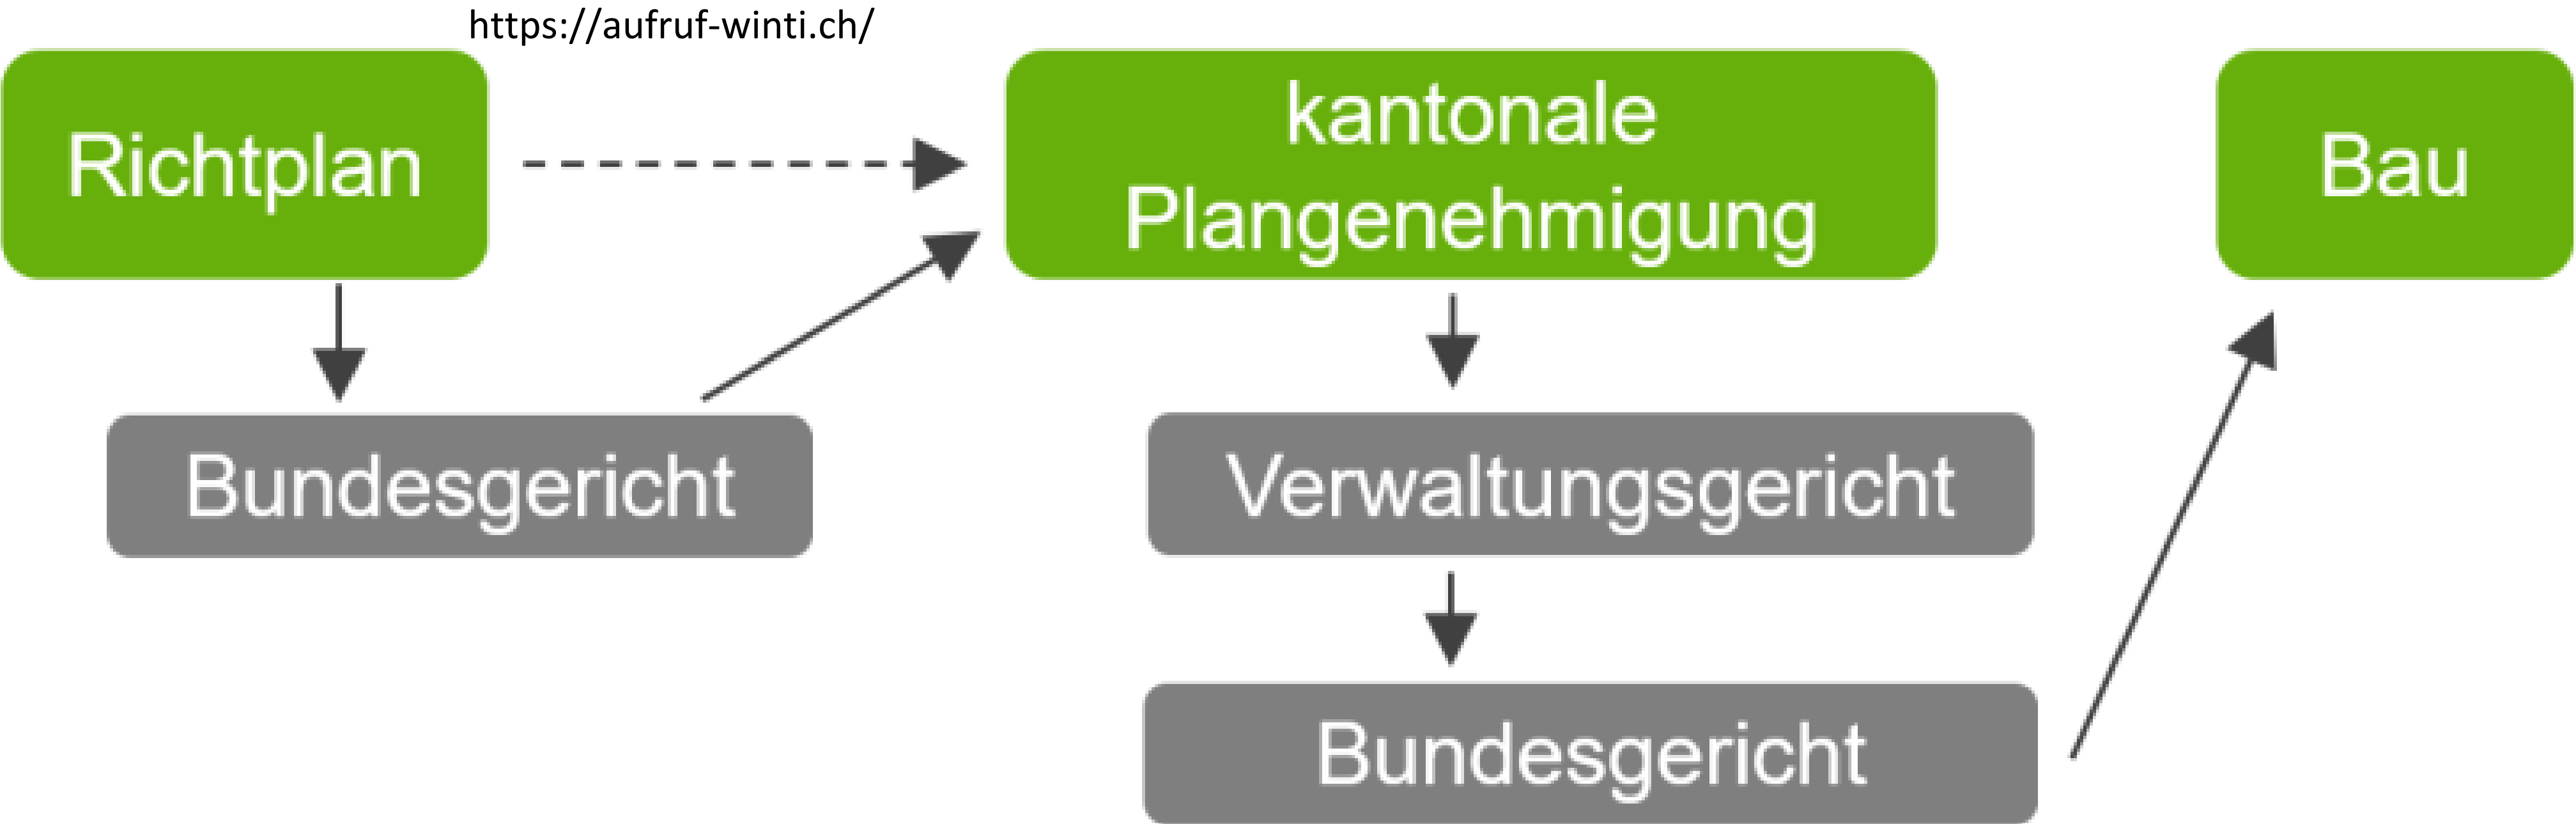 https://aufruf-winti.ch/
Richtplan
kantonale
Plangenehmigung
Bau
Bundesgericht
Verwaltungsgericht
Bundesgericht